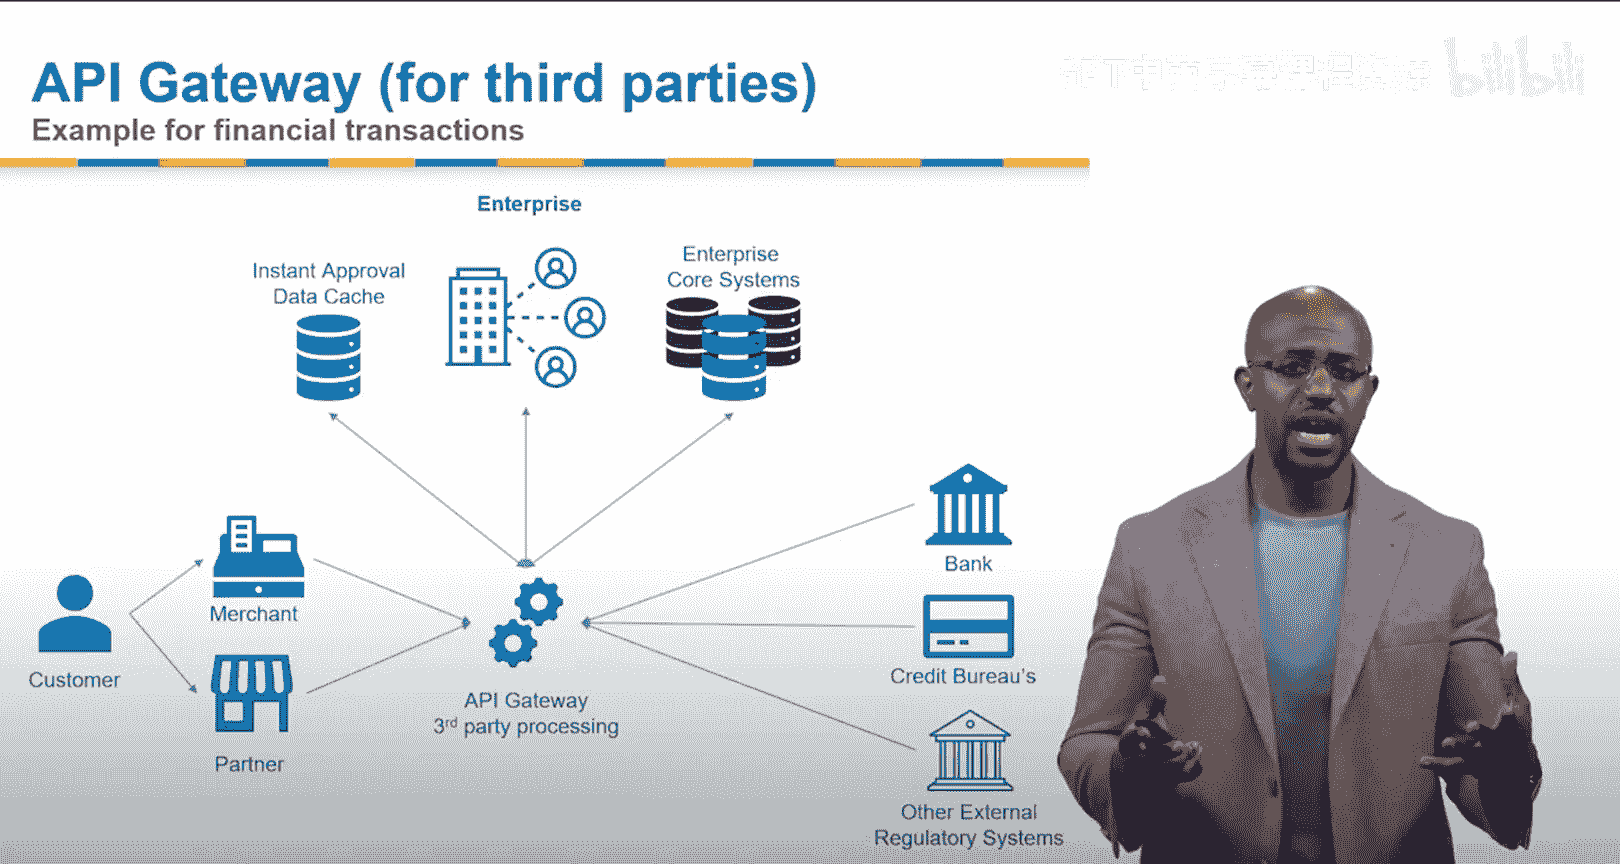 API Gateway (for third parties)
Example for financial transactions
bilibili
Enterprise
Instant Approval
Data Cache
Enterprise
Core Systems
Merchant
Customer
Partner
API Gateway
3rd party processing
Bank
Credit Bureau's
Other External
Regulatory Systems